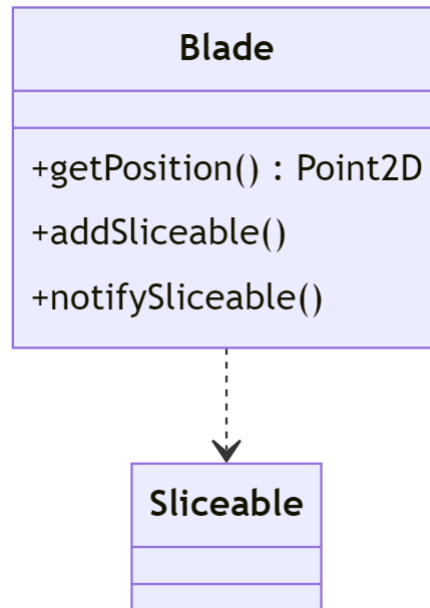 Blade
+getPosition() : Point2D
+addSliceable()
+notifySliceable()
Sliceable